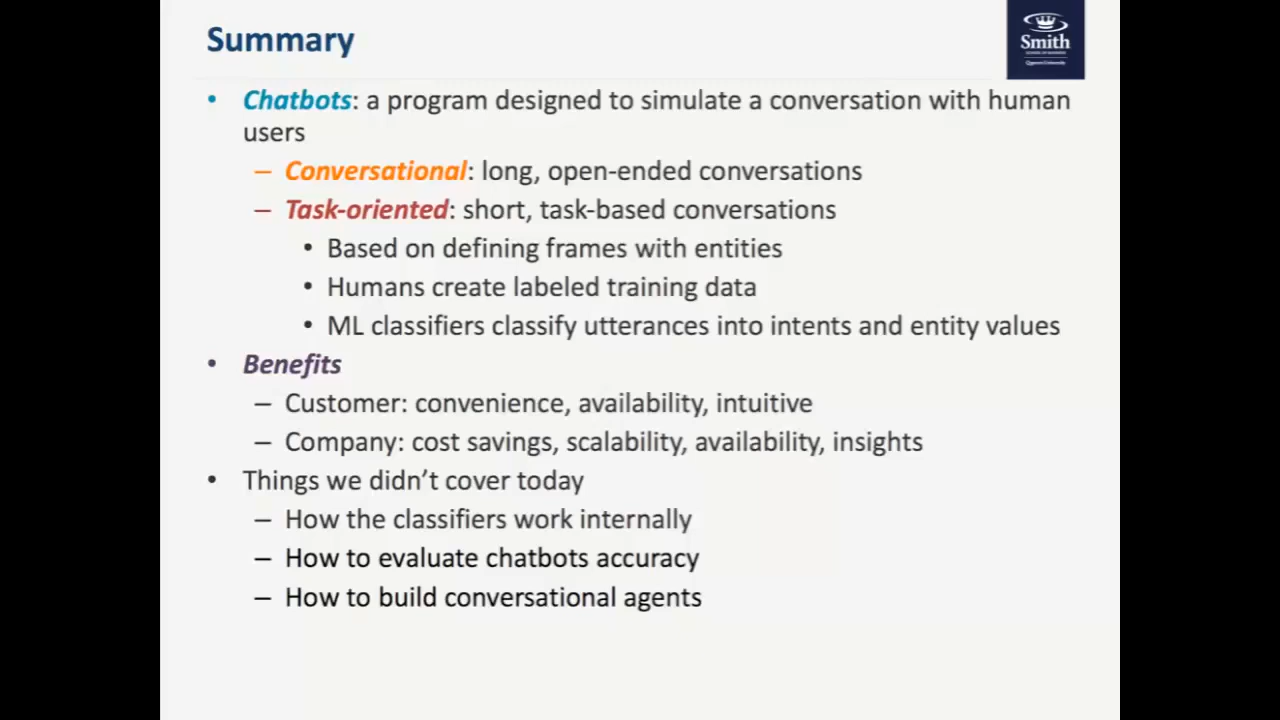 Summary
Smith
• Chatbots: a program designed to simulate a conversation with human
users
– Conversational: long, open-ended conversations
– Task-oriented: short, task-based conversations
• Based on defining frames with entities
• Humans create labeled training data
• ML classifiers classify utterances into intents and entity values
• Benefits
– Customer: convenience, availability, intuitive
– Company: cost savings, scalability, availability, insights
• Things we didn’t cover today
– How the classifiers work internally
– How to evaluate chatbots accuracy
– How to build conversational agents